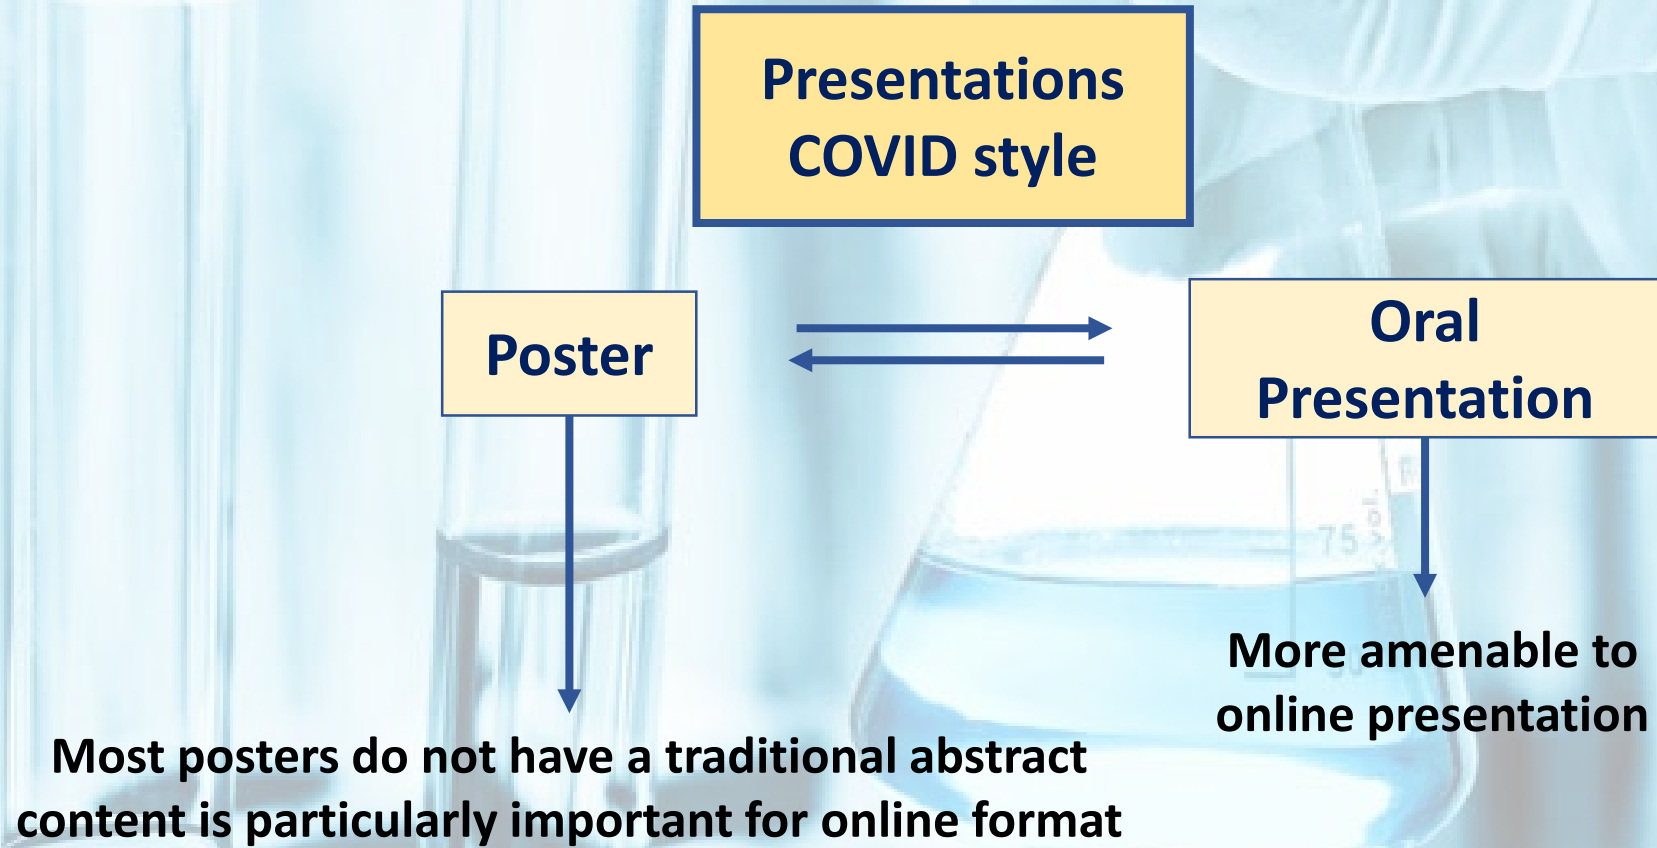 Presentations
COVID style
Poster
Oral
Presentation
75
More amenable to
online presentation
Most posters do not have a traditional abstract
content is particularly important for online format